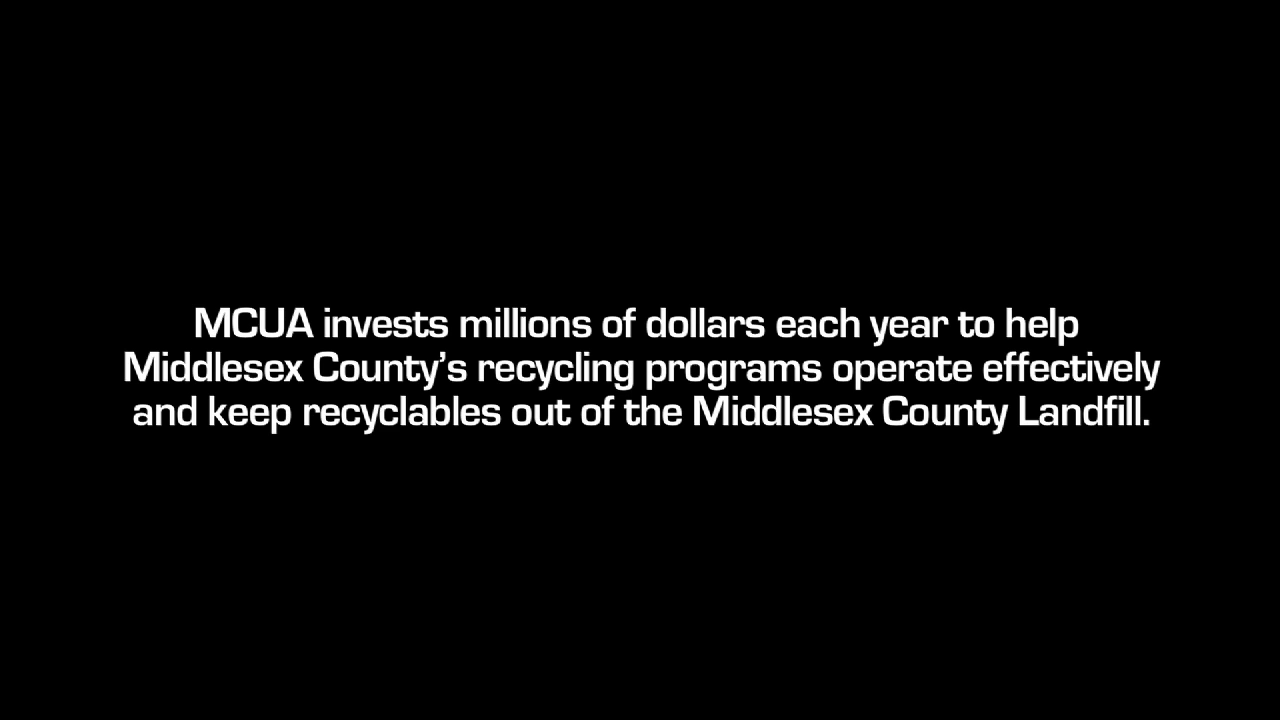 MCUA invests millions of dollars each year to help
Middlesex County’s recycling programs operate effectively
and keep recyclables out of the Middlesex County Landfill.